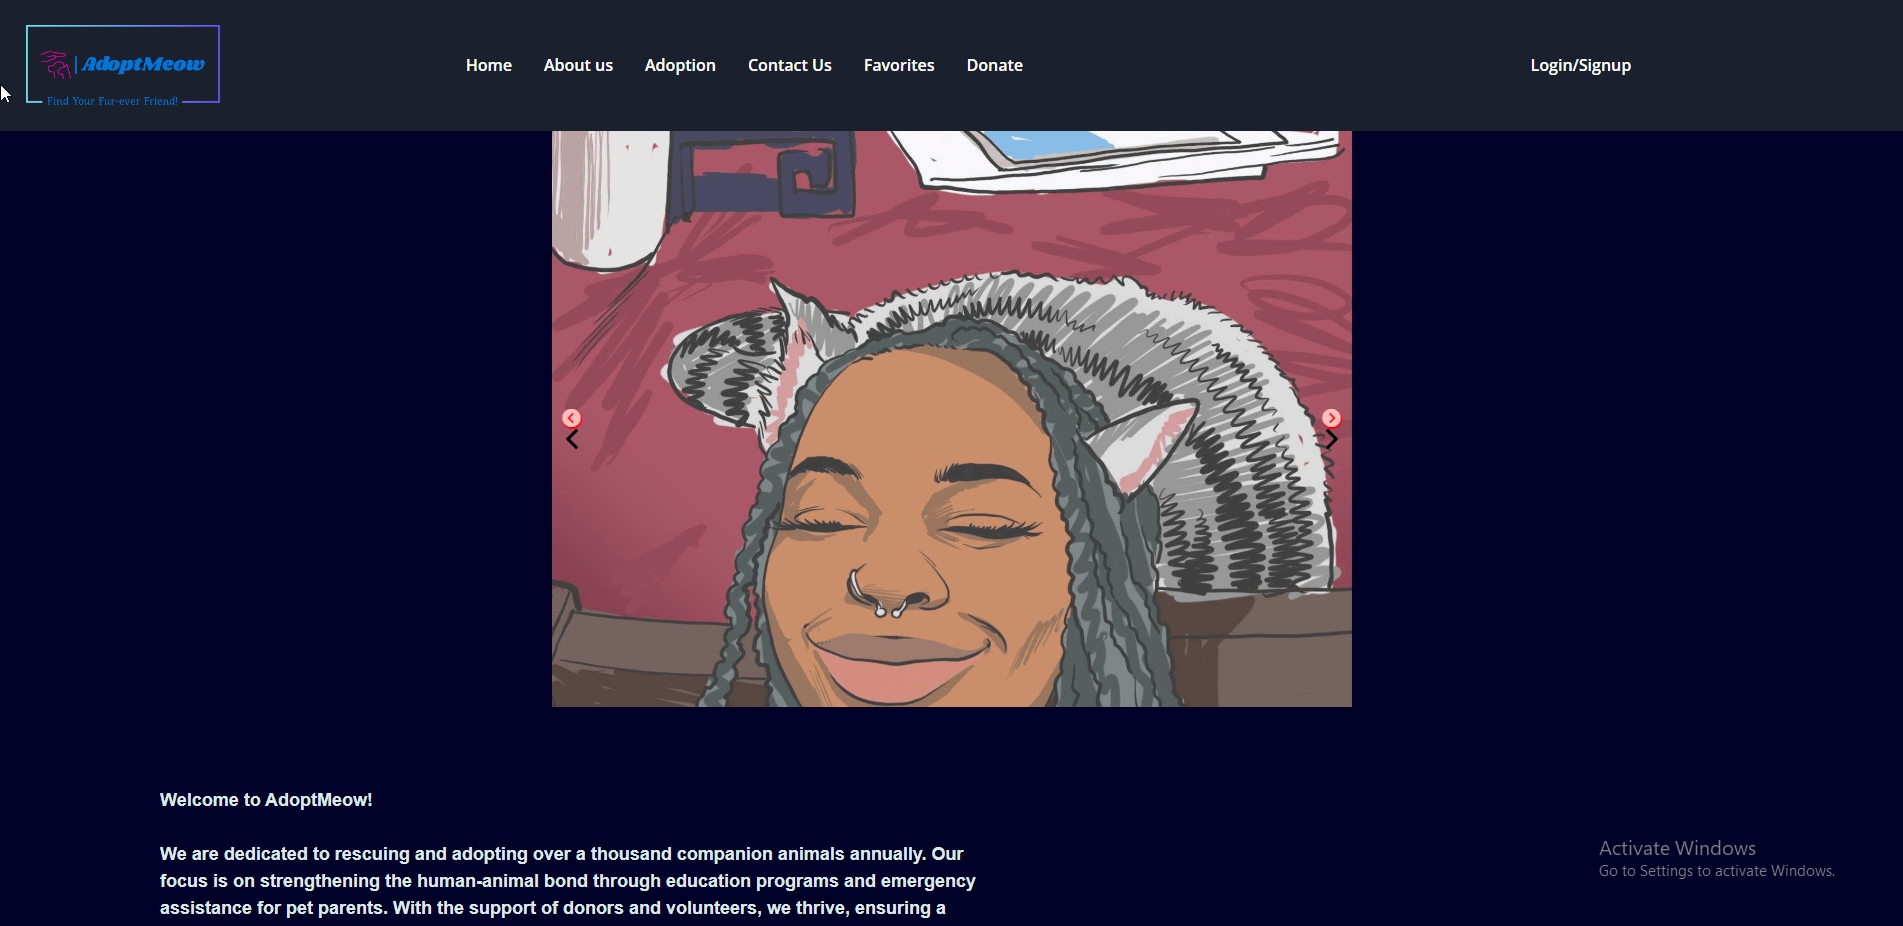 AdoptMeow
Find Your Fur-ever Friend!
Home About us Adoption Contact Us Favorites Donate
Login/Signup
Welcome to AdoptMeow!
We are dedicated to rescuing and adopting over a thousand companion animals annually. Our
focus is on strengthening the human-animal bond through education programs and emergency
assistance for pet parents. With the support of donors and volunteers, we thrive, ensuring a
Activate Windows
Go to Settings to activate Windows.